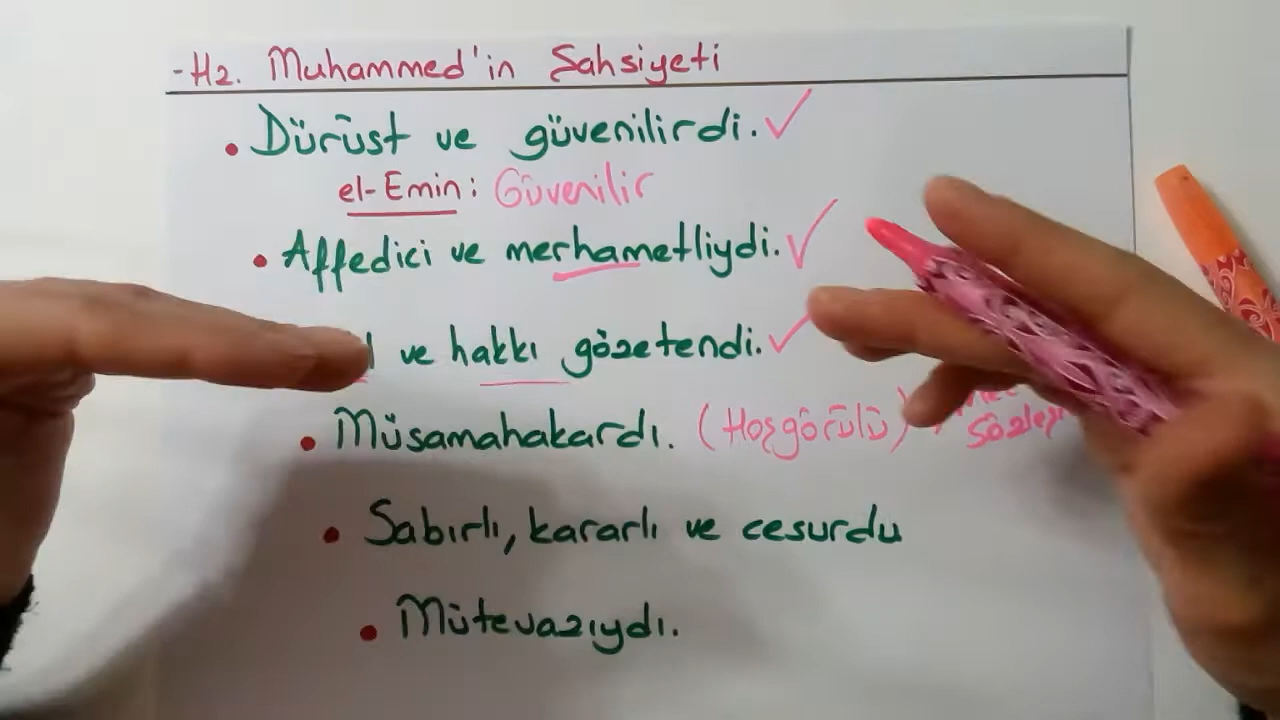 -Hz. Muhammed'in Şahsiyeti
• Dürüst ve güvenilirdi. ✓
el-Emin: Güvenilir
• Affedici ve merhametliydi. ✓
ve hakkı gözetendi. ✓
• Müsamahakardı. (Hoşgörülü)
• Sabırlı, kararlı ve cesurdu
• Mütevazıydı.